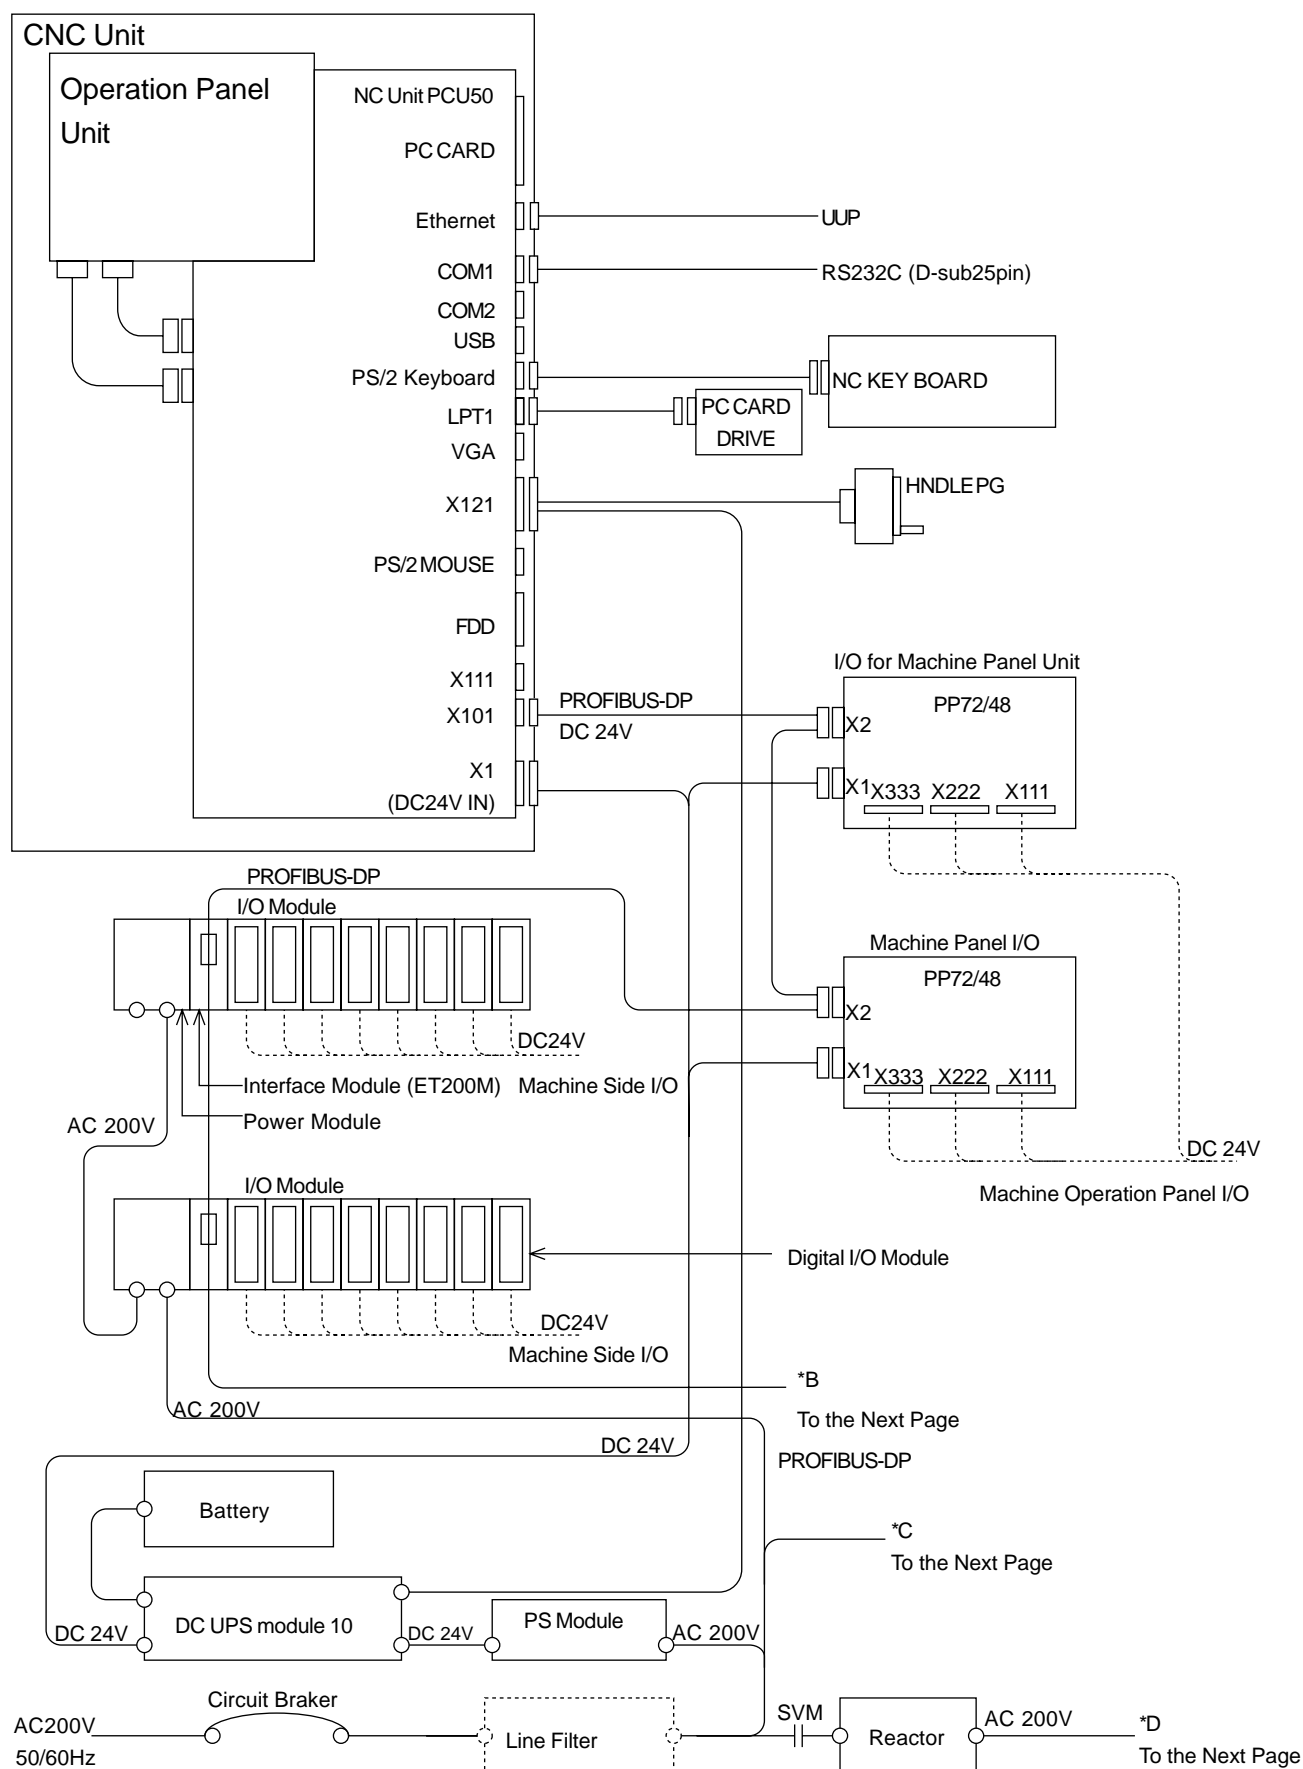 CNC Unit
Operation Panel
Unit
NC Unit PCU50
PC CARD
Ethernet
UUP
COM1
RS232C (D-sub25pin)
COM2
USB
PS/2 Keyboard
NC KEY BOARD
LPT1
PC CARD
DRIVE
VGA
X121
HNDLE PG
PS/2 MOUSE
FDD
X111
X101
PROFIBUS-DP
DC 24V
X1
(DC24V IN)
I/O for Machine Panel Unit
PP72/48
X2
X1
X333 X222 X111
PROFIBUS-DP
I/O Module
Machine Panel I/O
PP72/48
X2
X1
X333 X222 X111
DC24V
Interface Module (ET200M) Machine Side I/O
Power Module
AC 200V
DC 24V
Machine Operation Panel I/O
I/O Module
Digital I/O Module
DC24V
Machine Side I/O
*B
To the Next Page
AC 200V
DC 24V
PROFIBUS-DP
Battery
*C
To the Next Page
DC UPS module 10
DC 24V
DC 24V
PS Module
AC 200V
Circuit Braker
AC200V
50/60Hz
Line Filter
SVM
Reactor
AC 200V
*D
To the Next Page